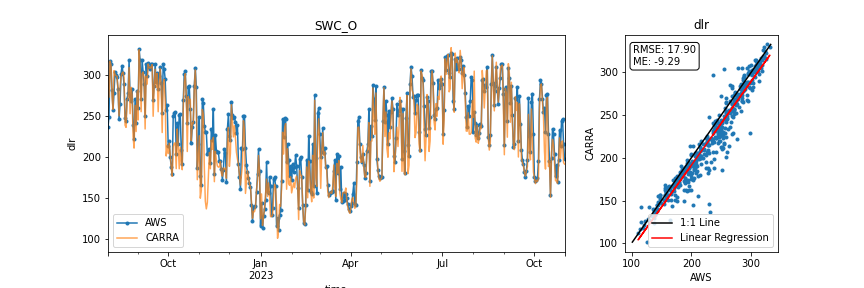 SWC_O
dlr
300
250
200
150
100
AWS
CARRA
Oct
Jan
2023
Apr
Jul
Oct
time
dlr
CARRA
300
250
200
150
100
RMSE: 17.90
ME: -9.29
1:1 Line
Linear Regression
100
200
300
AWS